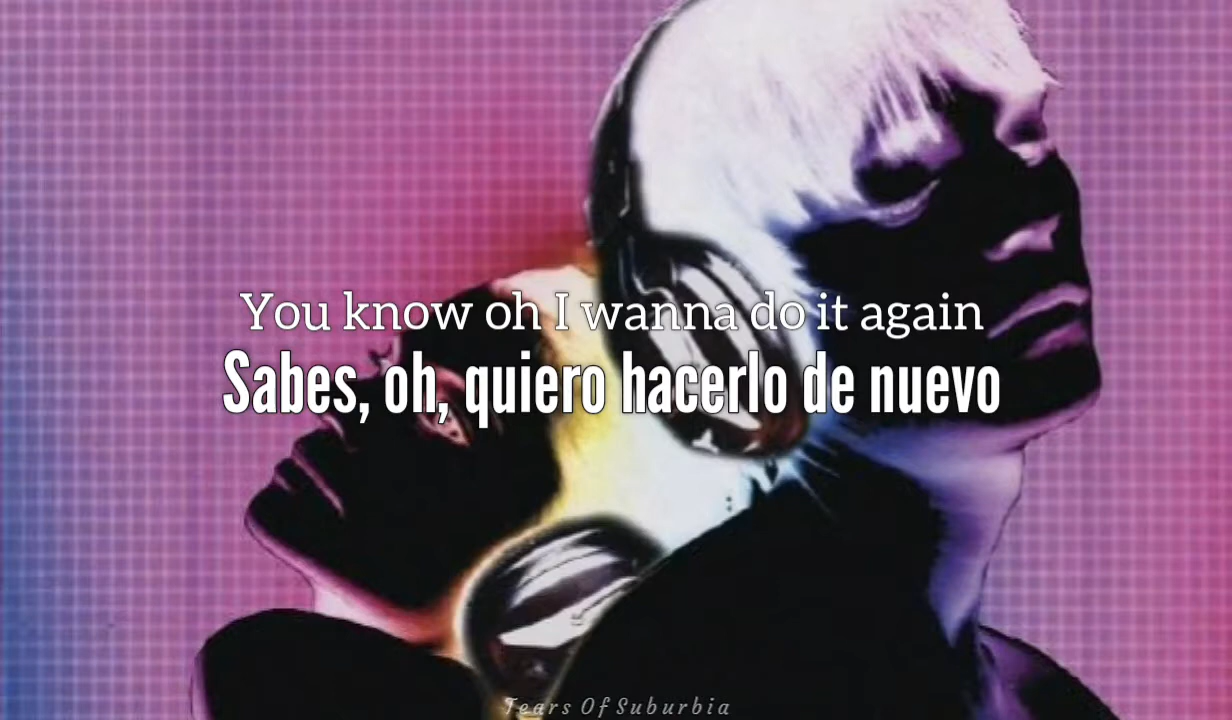 You know oh I wanna do it again
Sabes, oh, quiero hacerlo de nuevo
Tears Of Suburbia